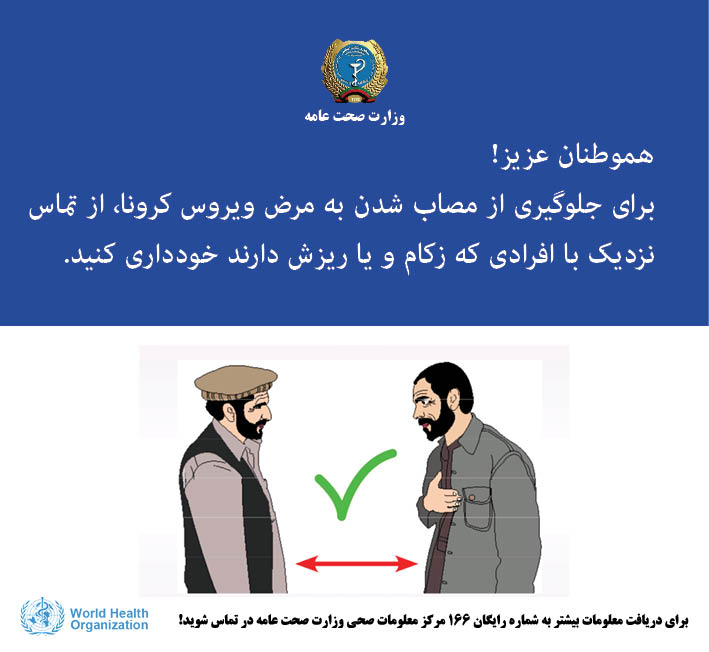 وزارت صحت عامه
هموطنان عزیز!
برای جلوگیری از مصاب شدن به مرض ویروس کرونا، از تماس
نزدیک با افرادی که زکام و یا ریزش دارند خودداری کنید.
برای دریافت معلومات بیشتر به شماره رایگان ۱۶۶ مرکز معلومات صحی وزارت صحت عامه در تماس شوید!
World Health
Organization